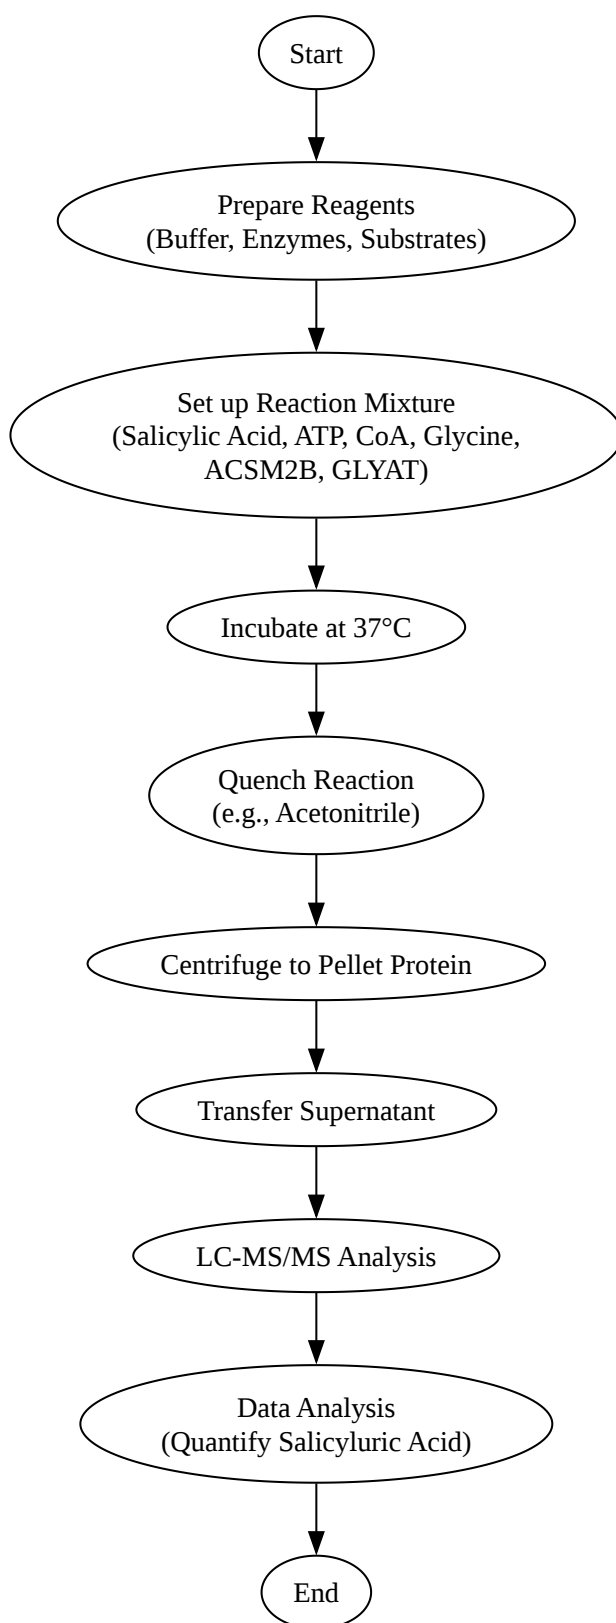 Start
Prepare Reagents
(Buffer, Enzymes, Substrates)
Set up Reaction Mixture
(Salicylic Acid, ATP, CoA, Glycine,
ACSM2B, GLYAT)
Incubate at 37°C
Quench Reaction
(e.g., Acetonitrile)
Centrifuge to Pellet Protein
Transfer Supernatant
LC-MS/MS Analysis
Data Analysis
(Quantify Salicyluric Acid)
End